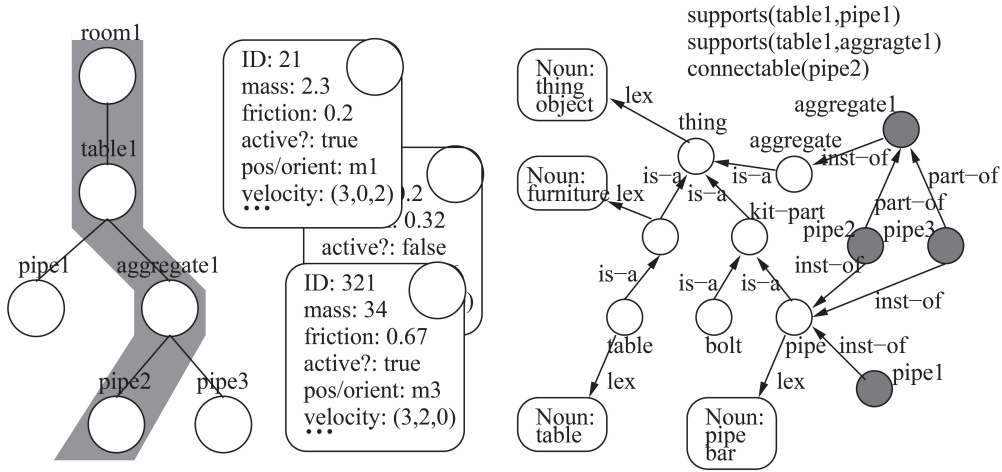 room1
table1
pipe1
aggregate1
pipe2
pipe3
ID: 21
mass: 2.3
friction: 0.2
active?: true
pos/orient: m1
velocity: (3,0,2)
•••
0.2
: 0.32
active?: false
)
ID: 321
mass: 34
friction: 0.67
active?: true
pos/orient: m3
velocity: (3,2,0)
•••
supports(table1,pipe1)
supports(table1,aggragte1)
connectable(pipe2)
Noun:
thing
object
lex
thing
aggregate
aggregate1
inst-of
is-a
is-a
is-a
part-of
part-of
Noun:
furniture
lex
kit-part
pipe2
pipe3
inst-of
inst-of
is-a
is-a
is-a
table
bolt
pipe
inst-of
pipe1
lex
lex
Noun:
table
Noun:
pipe
bar